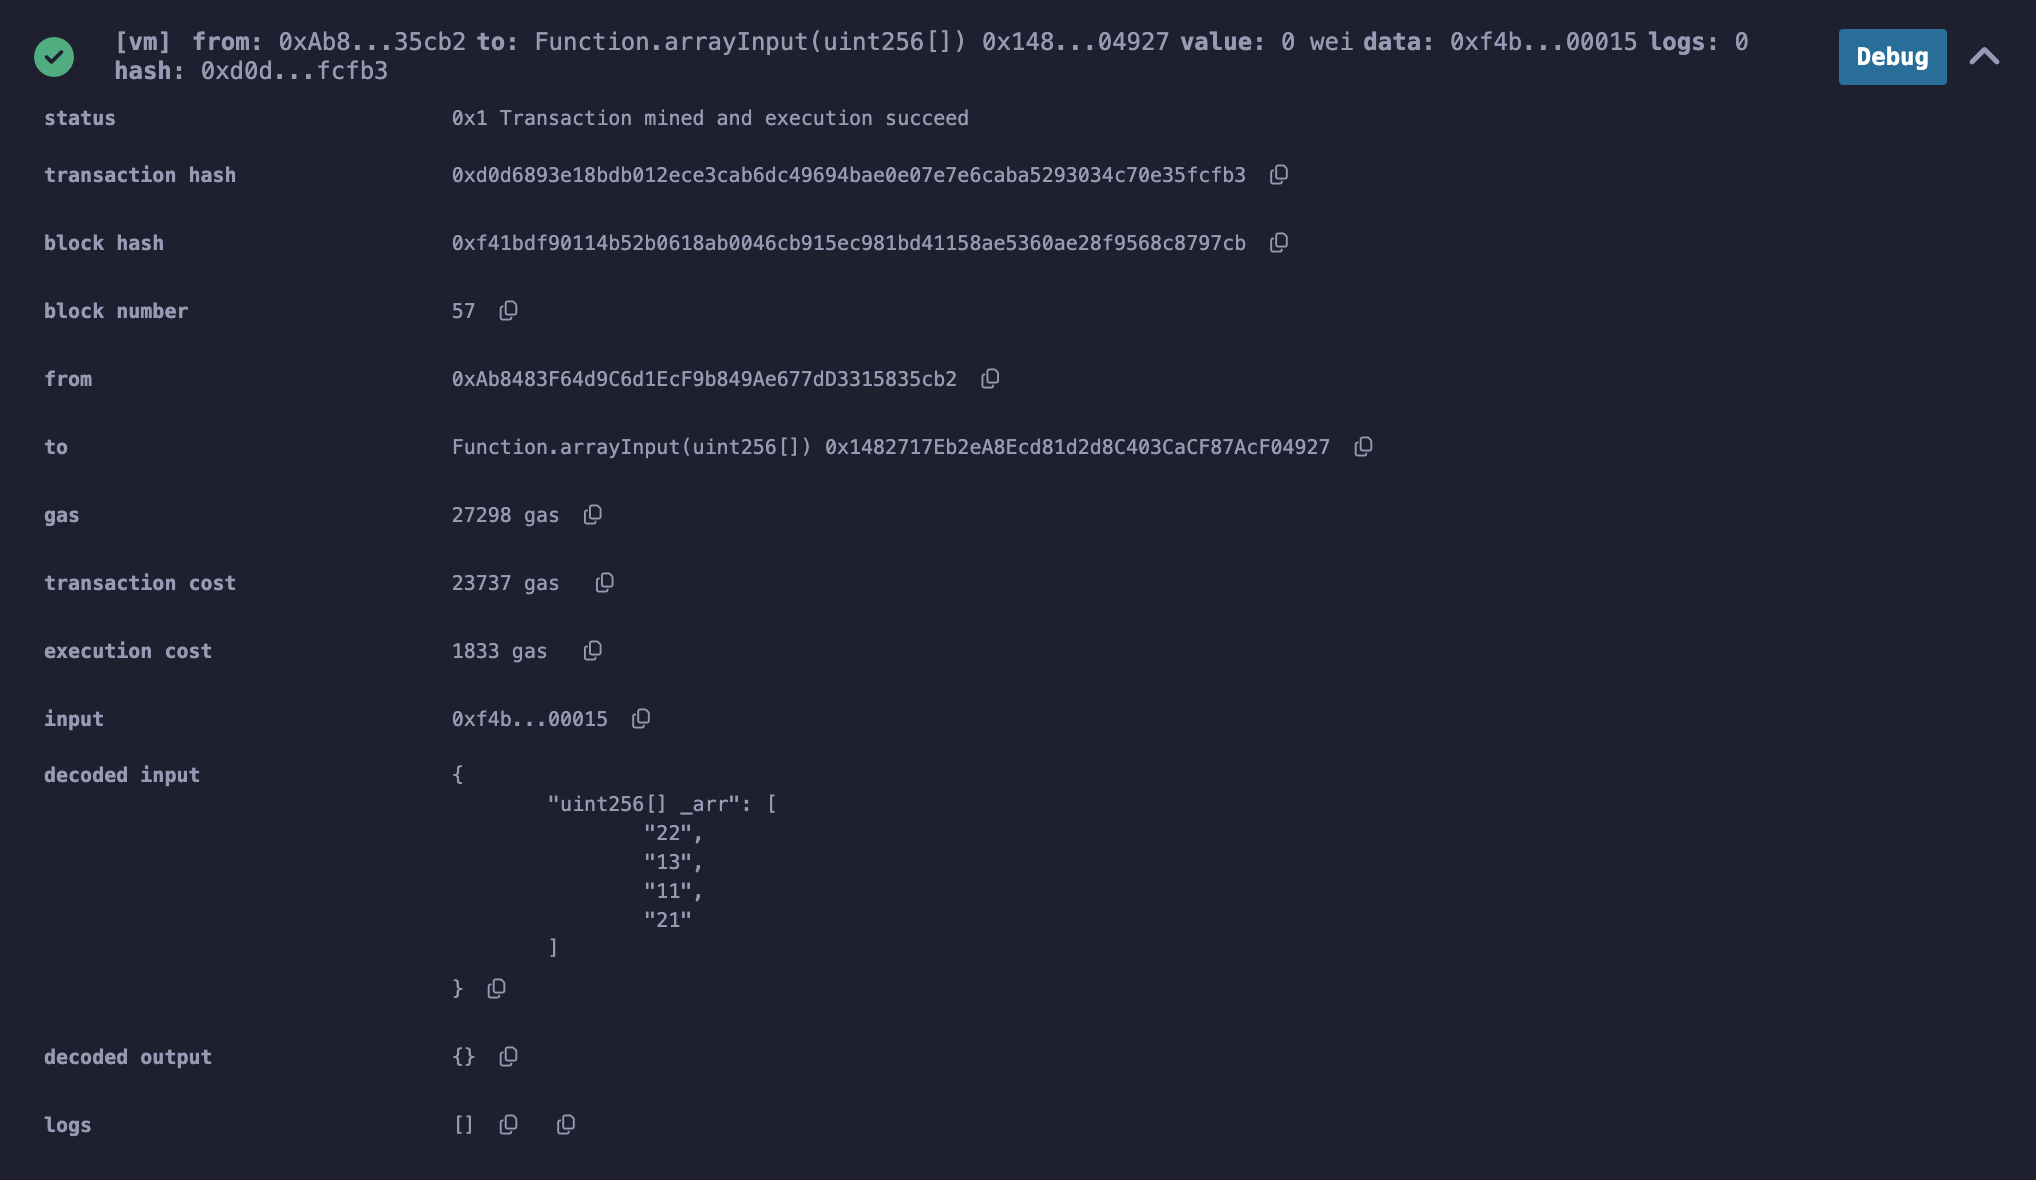 [vm] from: 0xAb8...35cb2 to: Function.arrayInput(uint256[]) 0x148...04927 value: 0 wei data: 0xf4b...00015 logs: 0
hash: 0xd0d...fcfb3
Debug
status 0x1 Transaction mined and execution succeed
transaction hash 0xd0d6893e18bdb012ece3cab6dc49694bae0e07e7e6caba5293034c70e35fcfb3
block hash 0xf41bdf90114b52b0618ab0046cb915ec981bd41158ae5360ae28f9568c8797cb
block number 57
from 0xAb8483F64d9C6d1EcF9b849Ae677dD3315835cb2
to Function.arrayInput(uint256[]) 0x1482717Eb2eA8Ecd81d2d8C403CaCF87AcF04927
gas 27298 gas
transaction cost 23737 gas
execution cost 1833 gas
input 0xf4b...00015
decoded input {
"uint256[] _arr": [
"22",
"13",
"11",
"21"
]
}
decoded output {}
logs []